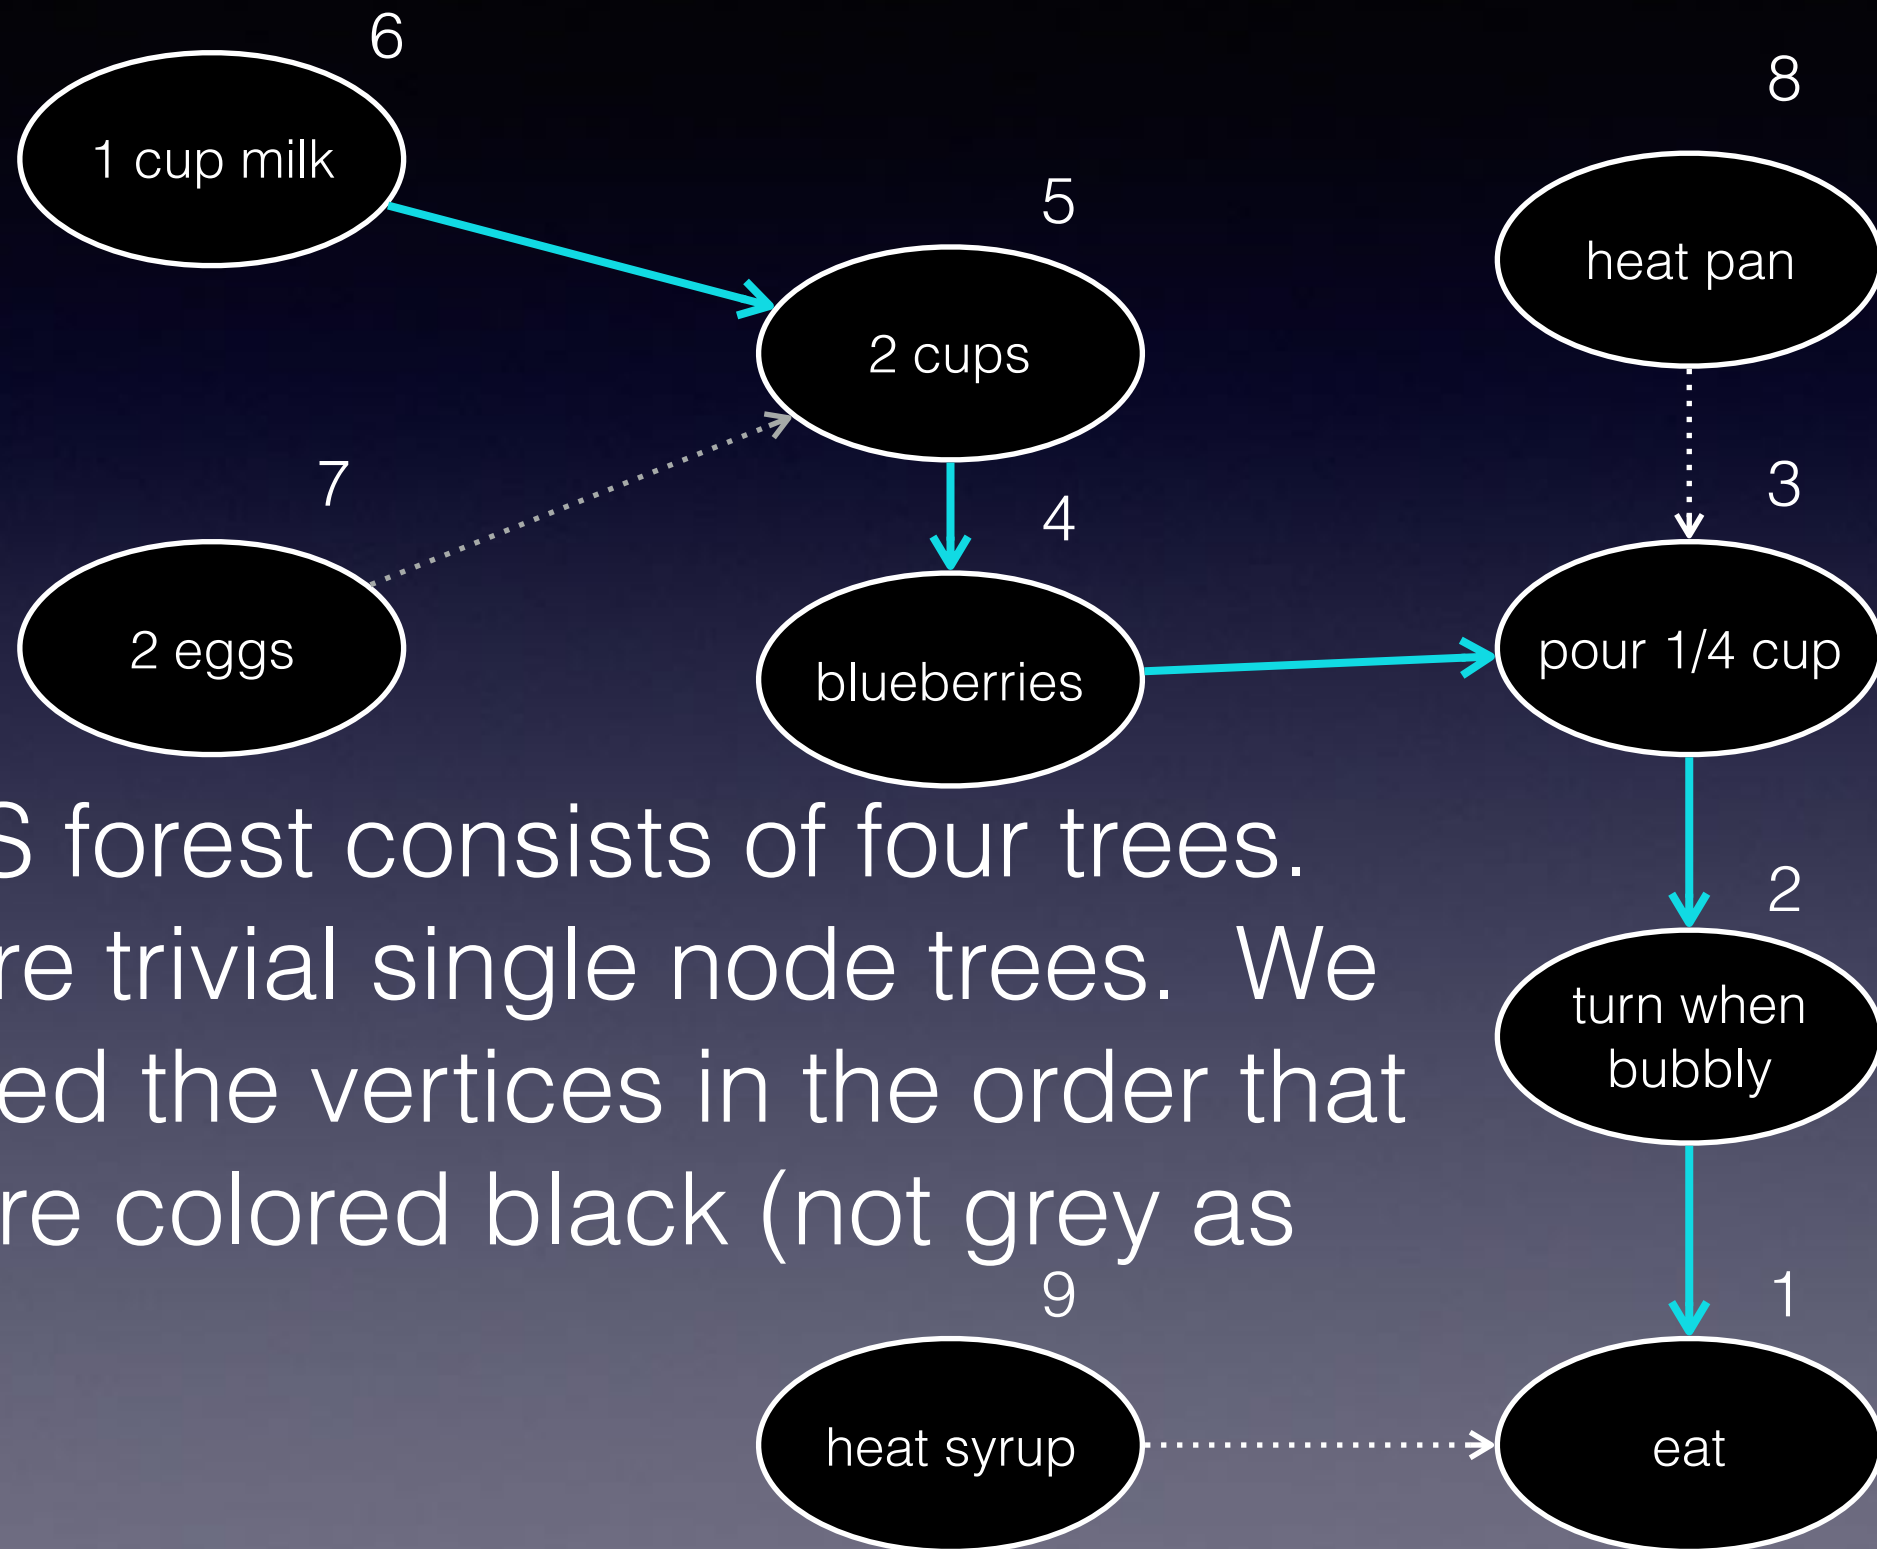 6
8
1 cup milk
5
heat pan
2 cups
7
4
3
2 eggs
blueberries
pour 1/4 cup
S forest consists of four trees.
2
re trivial single node trees. We
turn when
bubbly
ed the vertices in the order that
re colored black (not grey as
9
1
heat syrup
eat